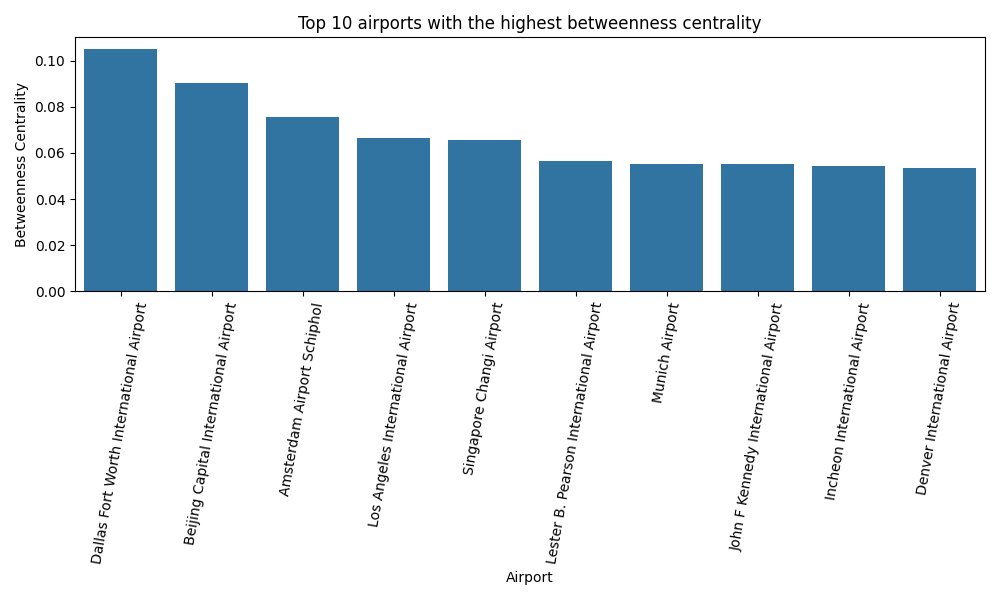 Top 10 airports with the highest betweenness centrality
Betweenness Centrality
0.10
0.08
0.06
0.04
0.02
0.00
Dallas Fort Worth International Airport
Beijing Capital International Airport
Amsterdam Airport Schiphol
Los Angeles International Airport
Singapore Changi Airport
Lester B. Pearson International Airport
Munich Airport
John F Kennedy International Airport
Incheon International Airport
Denver International Airport
Airport